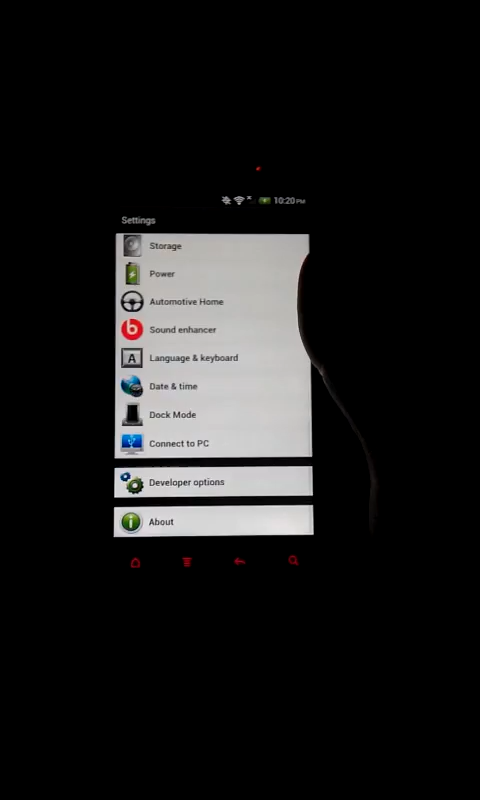 10:20 PM
Settings
Storage
Power
Automotive Home
Sound enhancer
A Language & keyboard
Date & time
Dock Mode
Connect to PC
Developer options
About